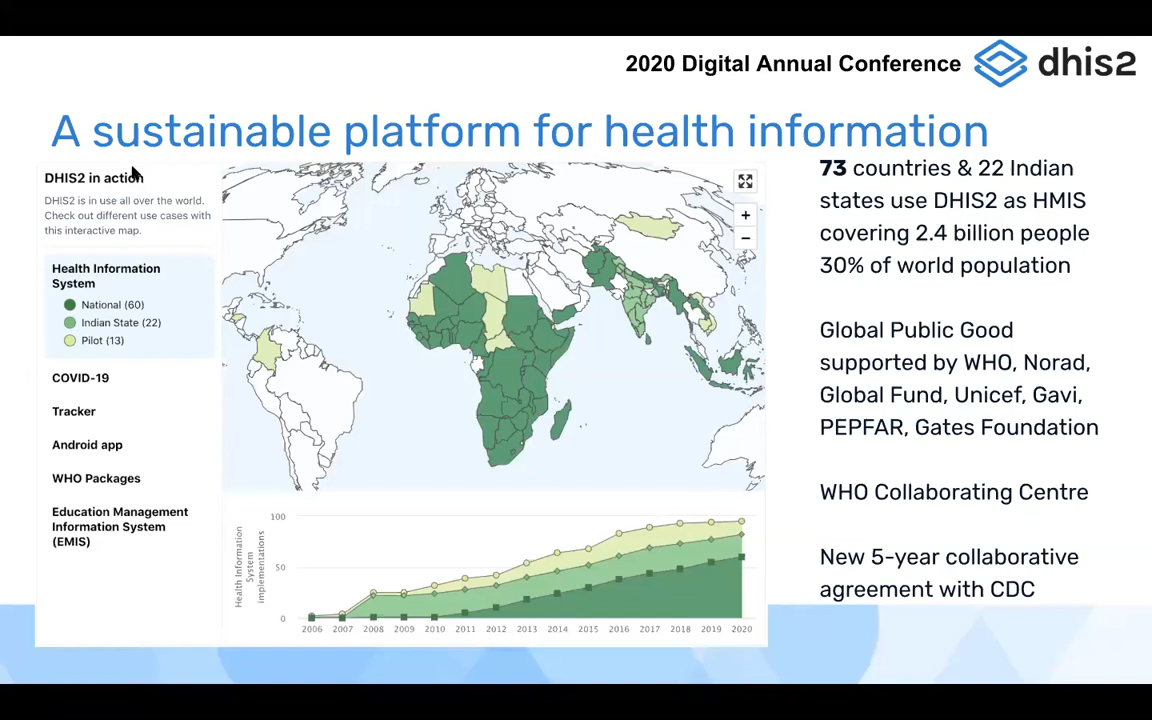 2020 Digital Annual Conference
dhis2
A sustainable platform for health information
DHIS2 in action
DHIS2 is in use all over the world.
Check out different use cases with
this interactive map.
Health Information
System
National (60)
Indian State (22)
Pilot (13)
COVID-19
Tracker
Android app
WHO Packages
Education Management
Information System
(EMIS)
+
−
Health Information
System
implementations
100
50
0
2006 2007 2008 2009 2010 2011 2012 2013 2014 2015 2016 2017 2018 2019 2020
73 countries & 22 Indian
states use DHIS2 as HMIS
covering 2.4 billion people
30% of world population
Global Public Good
supported by WHO, Norad,
Global Fund, Unicef, Gavi,
PEPFAR, Gates Foundation
WHO Collaborating Centre
New 5-year collaborative
agreement with CDC